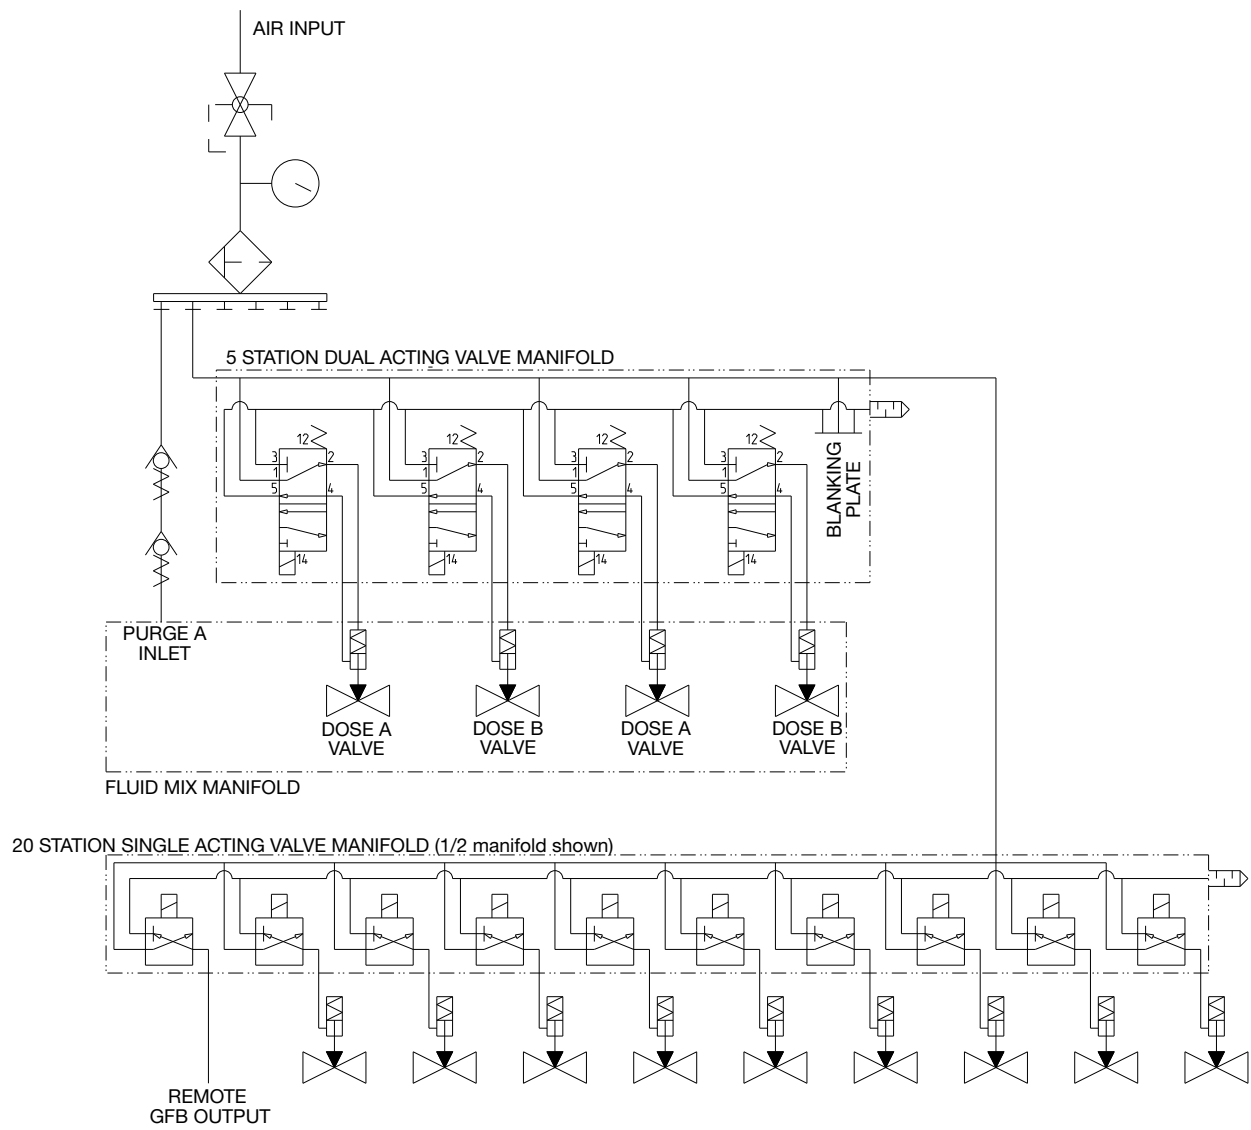 AIR INPUT
5 STATION DUAL ACTING VALVE MANIFOLD
12
12
12
12
3
2
1
5
4
14
3
2
1
5
4
14
3
2
1
5
4
14
3
2
1
5
4
14
BLANKING
PLATE
PURGE A
INLET
DOSE A
VALVE
DOSE B
VALVE
DOSE A
VALVE
DOSE B
VALVE
FLUID MIX MANIFOLD
20 STATION SINGLE ACTING VALVE MANIFOLD (1/2 manifold shown)
REMOTE
GFB OUTPUT